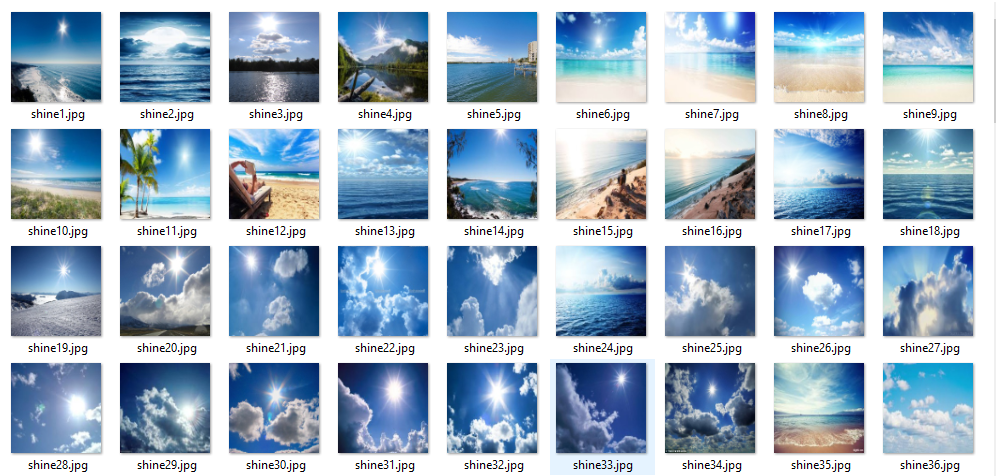 shine1.jpg shine2.jpg shine3.jpg shine4.jpg shine5.jpg shine6.jpg shine7.jpg shine8.jpg shine9.jpg
shine10.jpg shine11.jpg shine12.jpg shine13.jpg shine14.jpg shine15.jpg shine16.jpg shine17.jpg shine18.jpg
shine19.jpg shine20.jpg shine21.jpg shine22.jpg shine23.jpg shine24.jpg shine25.jpg shine26.jpg shine27.jpg
shine28.jpg shine29.jpg shine30.jpg shine31.jpg shine32.jpg shine33.jpg shine34.jpg shine35.jpg shine36.jpg